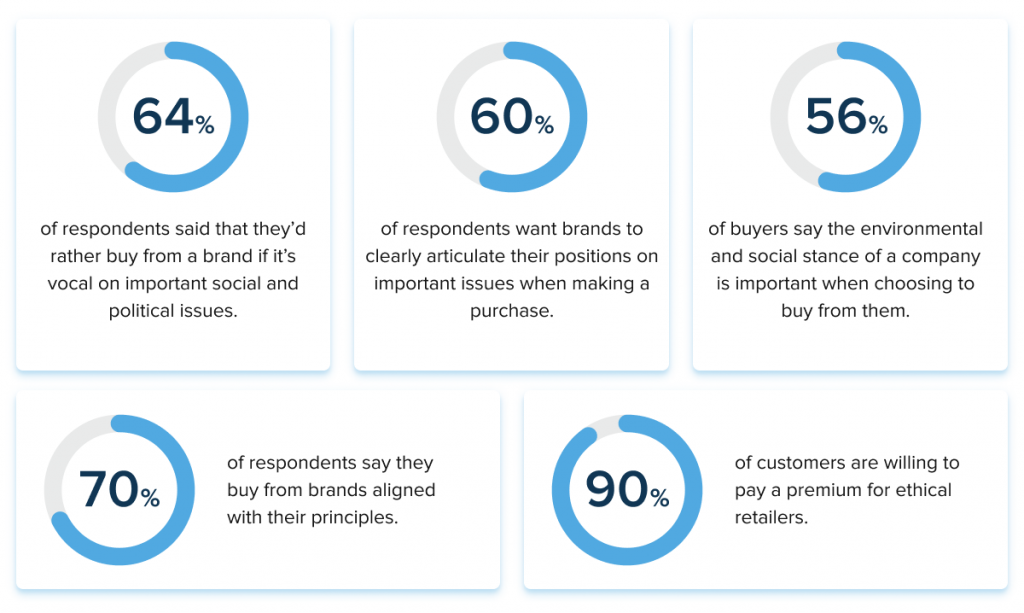 64%
of respondents said that they’d
rather buy from a brand if it’s
vocal on important social and
political issues.
60%
of respondents want brands to
clearly articulate their positions on
important issues when making a
purchase.
56%
of buyers say the environmental
and social stance of a company
is important when choosing to
buy from them.
70%
of respondents say they
buy from brands aligned
with their principles.
90%
of customers are willing to
pay a premium for ethical
retailers.